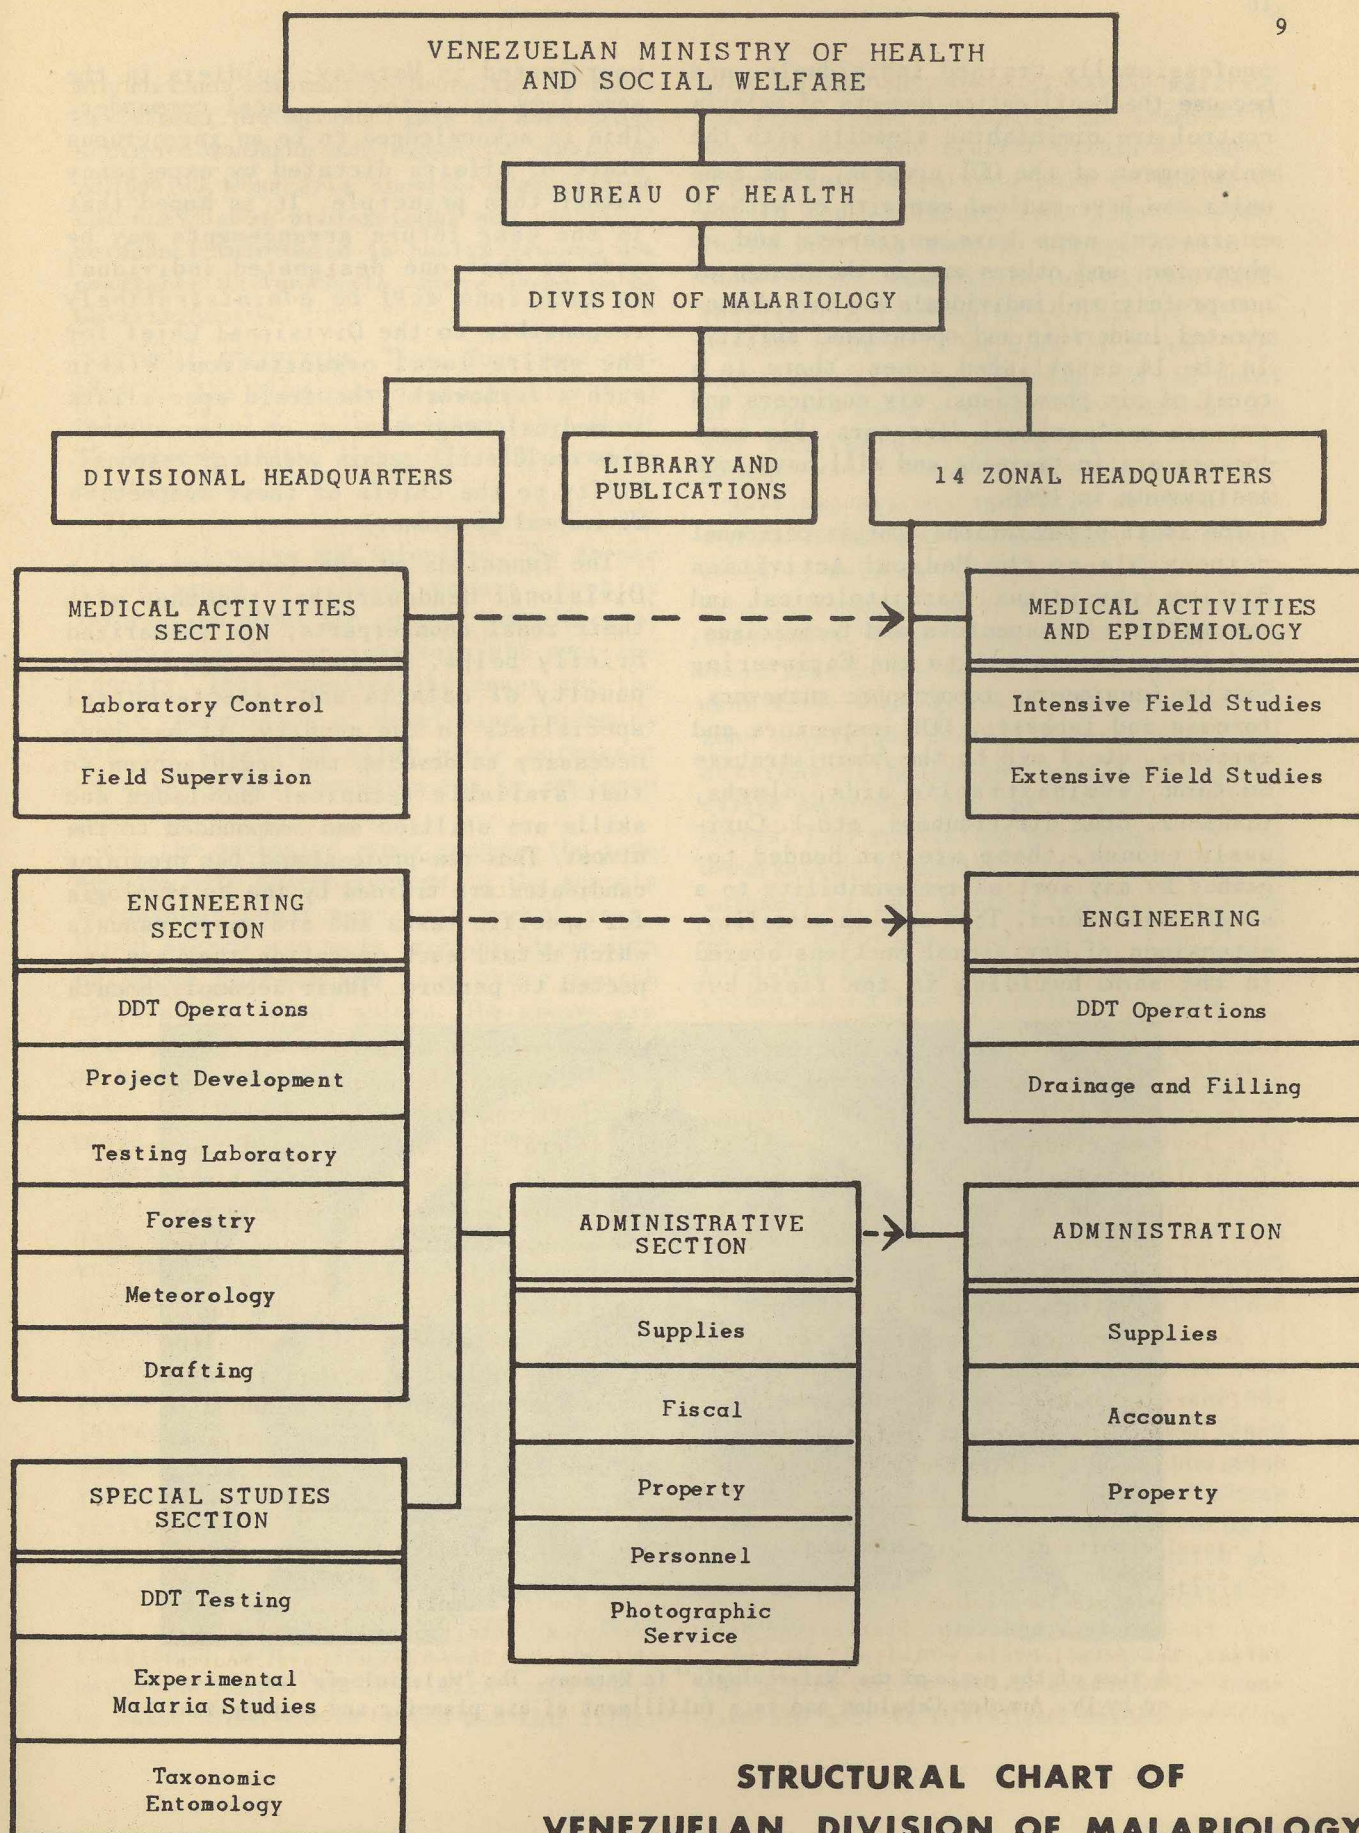 9
VENEZUELAN MINISTRY OF HEALTH
AND SOCIAL WELFARE
BUREAU OF HEALTH
DIVISION OF MALARIOLOGY
DIVISIONAL HEADQUARTERS
LIBRARY AND
PUBLICATIONS
14 ZONAL HEADQUARTERS
MEDICAL ACTIVITIES
SECTION
Laboratory Control
Field Supervision
MEDICAL ACTIVITIES
AND EPIDEMIOLOGY
Intensive Field Studies
Extensive Field Studies
ENGINEERING
SECTION
DDT Operations
Project Development
Testing Laboratory
Forestry
Meteorology
Drafting
ENGINEERING
DDT Operations
Drainage and Filling
SPECIAL STUDIES
SECTION
DDT Testing
Experimental
Malaria Studies
Taxonomic
Entomology
ADMINISTRATIVE
SECTION
Supplies
Fiscal
Property
Personnel
Photographic
Service
ADMINISTRATION
Supplies
Accounts
Property
STRUCTURAL CHART OF
VENEZUELAN DIVISION OF MALARIOLOGY